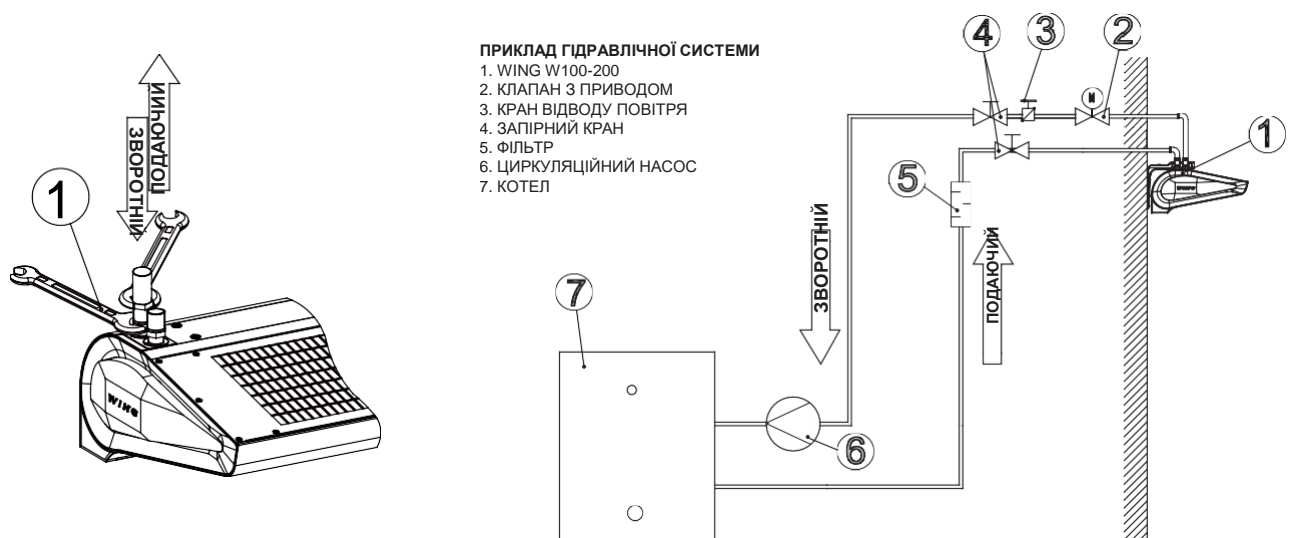 ПОДАЮЧИЙ
ЗВОРОТНІЙ
1
WING
ПРИКЛАД ГІДРАВЛІЧНОЇ СИСТЕМИ
1. WING W100-200
2. КЛАПАН З ПРИВОДОМ
3. КРАН ВІДВОДУ ПОВІТРЯ
4. ЗАПІРНИЙ КРАН
5. ФІЛЬТР
6. ЦИРКУЛЯЦІЙНИЙ НАСОС
7. КОТЕЛ
4
3
2
M
1
5
ЗВОРОТНІЙ
ПОДАЮЧИЙ
7
6